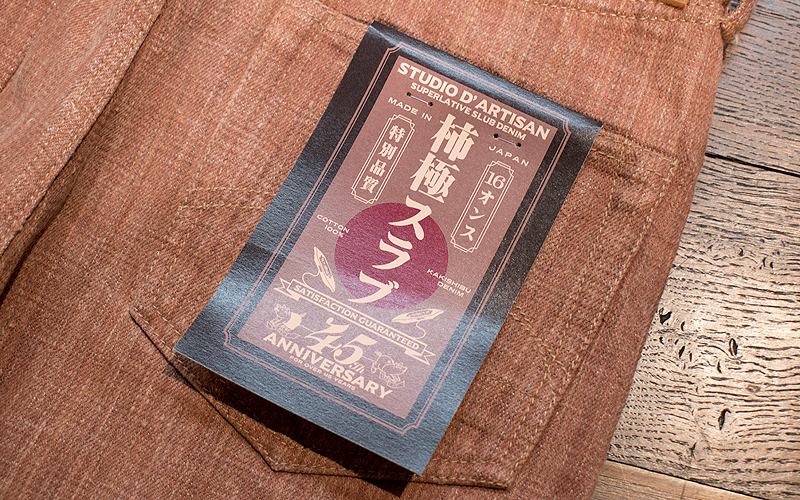 STUDIO D'ARTISAN
SUPERLATIVE SLUB DENIM
MADE IN
JAPAN
特別品質
柿極スラブ
16オンス
COTTON
100%
KAKISHIBU
DENIM
SATISFACTION GUARANTEED
45th
ANNIVERSARY